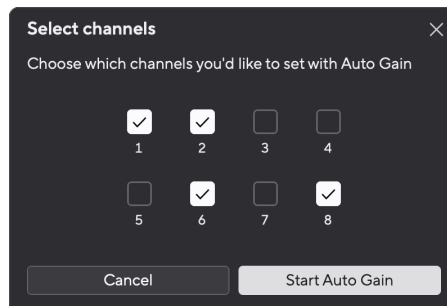 Select channels
Choose which channels you'd like to set with Auto Gain
1 2 3 4
5 6 7 8
Cancel Start Auto Gain